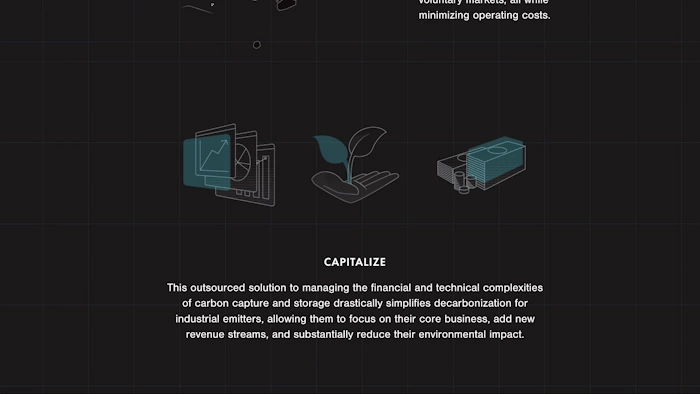 voluntary markets, all while
minimizing operating costs.
CAPITALIZE
This outsourced solution to managing the financial and technical complexities
of carbon capture and storage drastically simplifies decarbonization for
industrial emitters, allowing them to focus on their core business, add new
revenue streams, and substantially reduce their environmental impact.